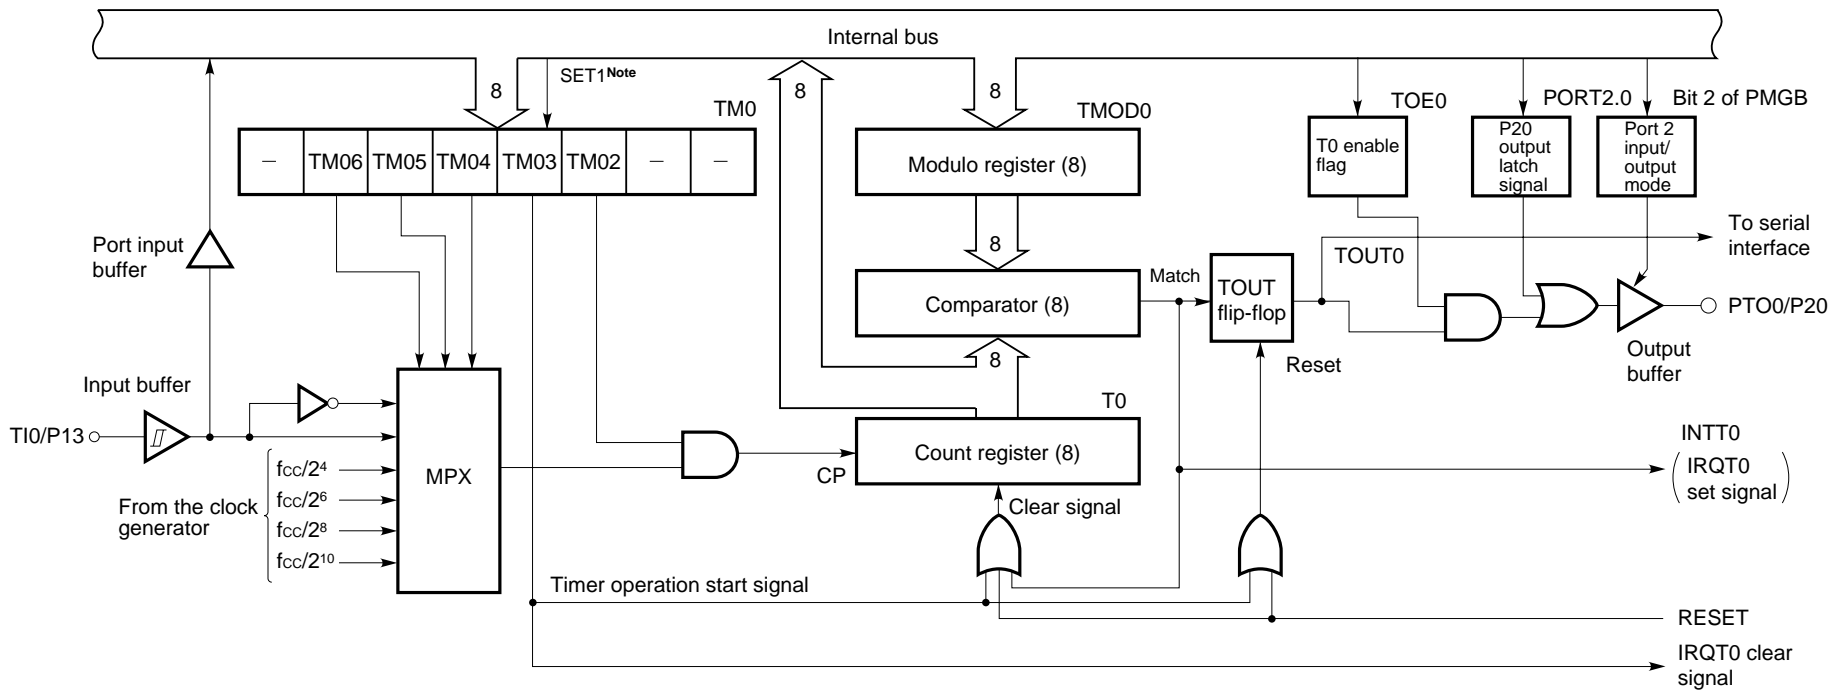 Internal bus
8
SET1Note
8
8
TM0
TMOD0
TOE0
PORT2.0
Bit 2 of PMGB
– TM06 TM05 TM04 TM03 TM02 – –
Modulo register (8)
T0 enable
flag
P20
output
latch
signal
Port 2
input/
output
mode
Port input
buffer
8
Match
TOUT0
To serial
interface
Comparator (8)
TOUT
flip-flop
PTO0/P20
8
Reset
Output
buffer
Input buffer
T0
TI0/P13
MPX
CP
Count register (8)
INTT0
(IRQT0
set signal)
From the clock
generator
fCC/2⁴
fCC/2⁶
fCC/2⁸
fCC/2¹⁰
Clear signal
Timer operation start signal
RESET
IRQT0 clear
signal